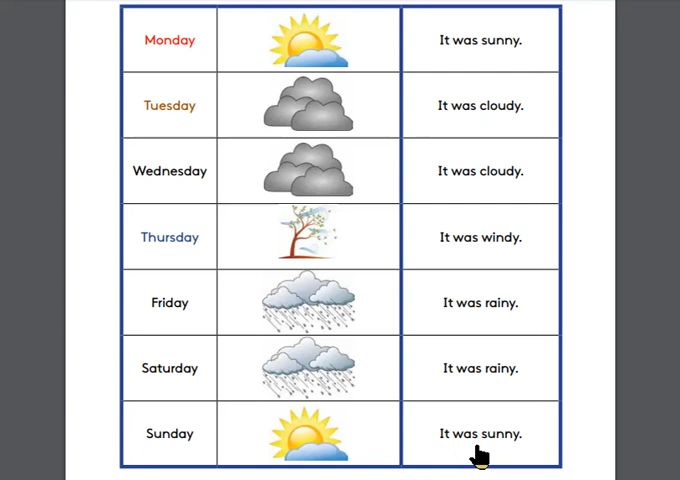 Monday It was sunny.
Tuesday It was cloudy.
Wednesday It was cloudy.
Thursday It was windy.
Friday It was rainy.
Saturday It was rainy.
Sunday It was sunny.